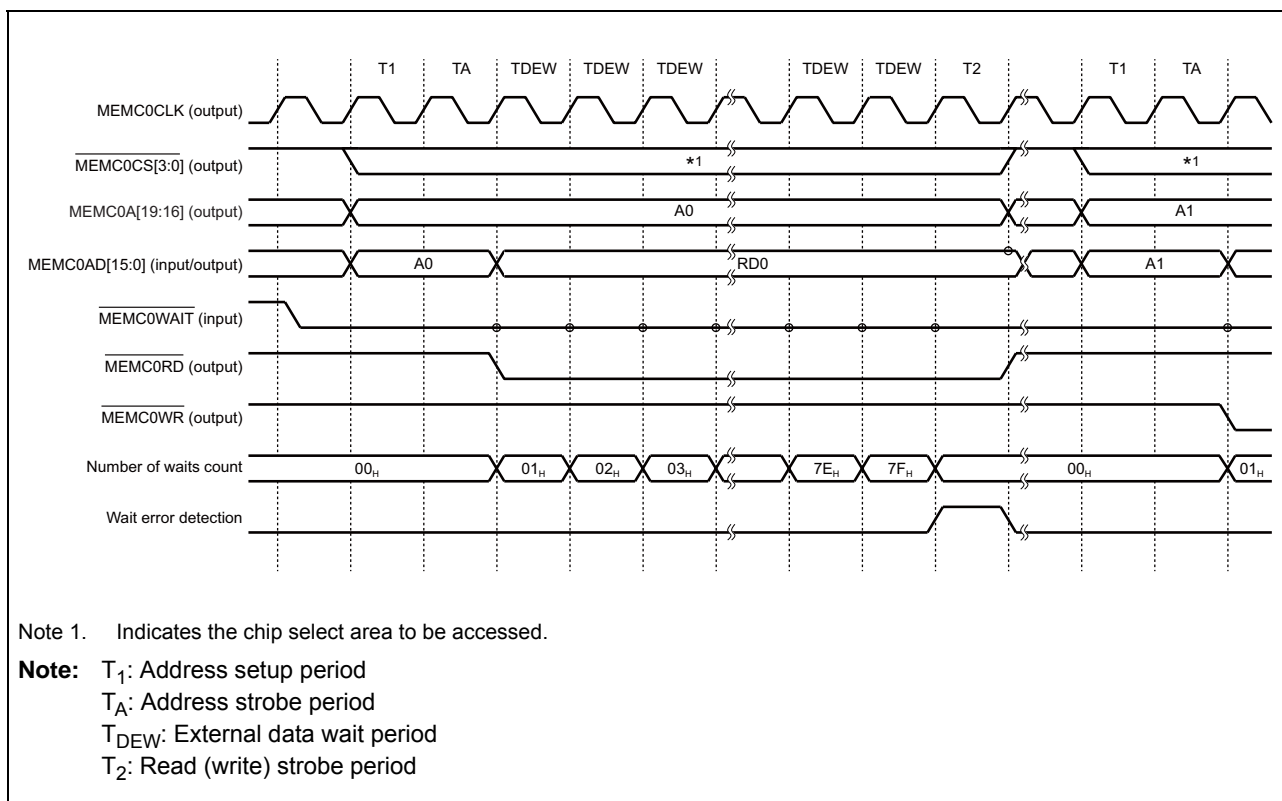 T1 TA TDEW TDEW TDEW TDEW TDEW T2 T1 TA
MEMC0CLK (output)
MEMC0CS[3:0] (output) *1 *1
MEMC0A[19:16] (output) A0 A1
MEMC0AD[15:0] (input/output) A0 RD0 A1
MEMC0WAIT (input)
MEMC0RD (output)
MEMC0WR (output)
Number of waits count 00H 01H 02H 03H 7EH 7FH 00H 01H
Wait error detection
Note 1. Indicates the chip select area to be accessed.
Note: T1: Address setup period
TA: Address strobe period
TDEW: External data wait period
T2: Read (write) strobe period